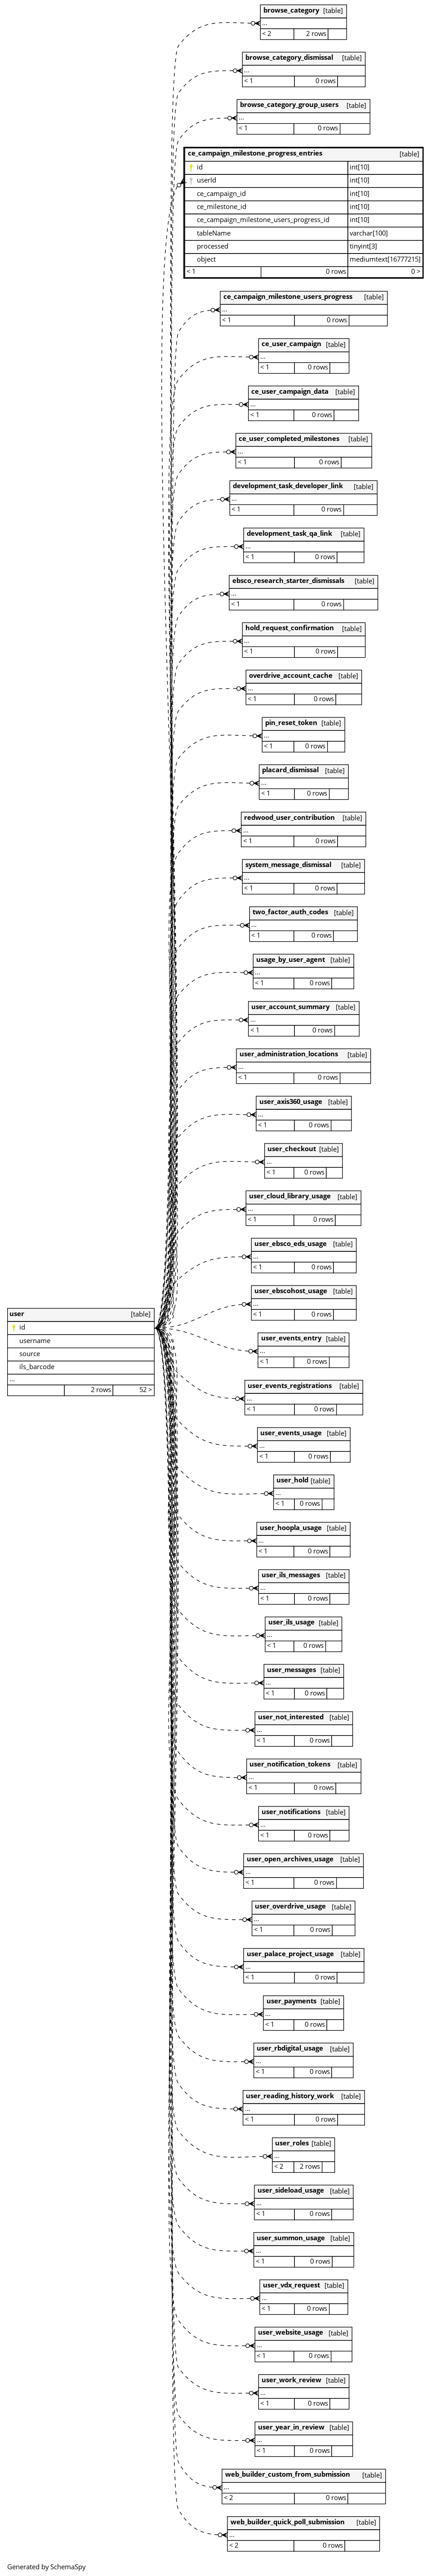 browse_category [table]
...
< 2 2 rows
browse_category_dismissal [table]
...
< 1 0 rows
browse_category_group_users [table]
...
< 1 0 rows
ce_campaign_milestone_progress_entries [table]
id int[10]
userId int[10]
ce_campaign_id int[10]
ce_milestone_id int[10]
ce_campaign_milestone_users_progress_id int[10]
tableName varchar[100]
processed tinyint[3]
object mediumtext[16777215]
< 1 0 rows 0 >
ce_campaign_milestone_users_progress [table]
...
< 1 0 rows
ce_user_campaign [table]
...
< 1 0 rows
ce_user_campaign_data [table]
...
< 1 0 rows
ce_user_completed_milestones [table]
...
< 1 0 rows
development_task_developer_link [table]
...
< 1 0 rows
development_task_qa_link [table]
...
< 1 0 rows
ebsco_research_starter_dismissals [table]
...
< 1 0 rows
hold_request_confirmation [table]
...
< 1 0 rows
overdrive_account_cache [table]
...
< 1 0 rows
pin_reset_token [table]
...
< 1 0 rows
placard_dismissal [table]
...
< 1 0 rows
redwood_user_contribution [table]
...
< 1 0 rows
system_message_dismissal [table]
...
< 1 0 rows
two_factor_auth_codes [table]
...
< 1 0 rows
usage_by_user_agent [table]
...
< 1 0 rows
user_account_summary [table]
...
< 1 0 rows
user_administration_locations [table]
...
< 1 0 rows
user_axis360_usage [table]
...
< 1 0 rows
user_checkout [table]
...
< 1 0 rows
user_cloud_library_usage [table]
...
< 1 0 rows
user_ebsco_eds_usage [table]
...
< 1 0 rows
user_ebscohost_usage [table]
...
< 1 0 rows
user [table]
id
username
source
ils_barcode
...
2 rows 52 >
user_events_entry [table]
...
< 1 0 rows
user_events_registrations [table]
...
< 1 0 rows
user_events_usage [table]
...
< 1 0 rows
user_hold [table]
...
< 1 0 rows
user_hoopla_usage [table]
...
< 1 0 rows
user_ils_messages [table]
...
< 1 0 rows
user_ils_usage [table]
...
< 1 0 rows
user_messages [table]
...
< 1 0 rows
user_not_interested [table]
...
< 1 0 rows
user_notification_tokens [table]
...
< 1 0 rows
user_notifications [table]
...
< 1 0 rows
user_open_archives_usage [table]
...
< 1 0 rows
user_overdrive_usage [table]
...
< 1 0 rows
user_palace_project_usage [table]
...
< 1 0 rows
user_payments [table]
...
< 1 0 rows
user_rbdigital_usage [table]
...
< 1 0 rows
user_reading_history_work [table]
...
< 1 0 rows
user_roles [table]
...
< 2 2 rows
user_sideload_usage [table]
...
< 1 0 rows
user_summon_usage [table]
...
< 1 0 rows
user_vdx_request [table]
...
< 1 0 rows
user_website_usage [table]
...
< 1 0 rows
user_work_review [table]
...
< 1 0 rows
user_year_in_review [table]
...
< 1 0 rows
web_builder_custom_from_submission [table]
...
< 2 0 rows
web_builder_quick_poll_submission [table]
...
< 2 0 rows
Generated by SchemaSpy